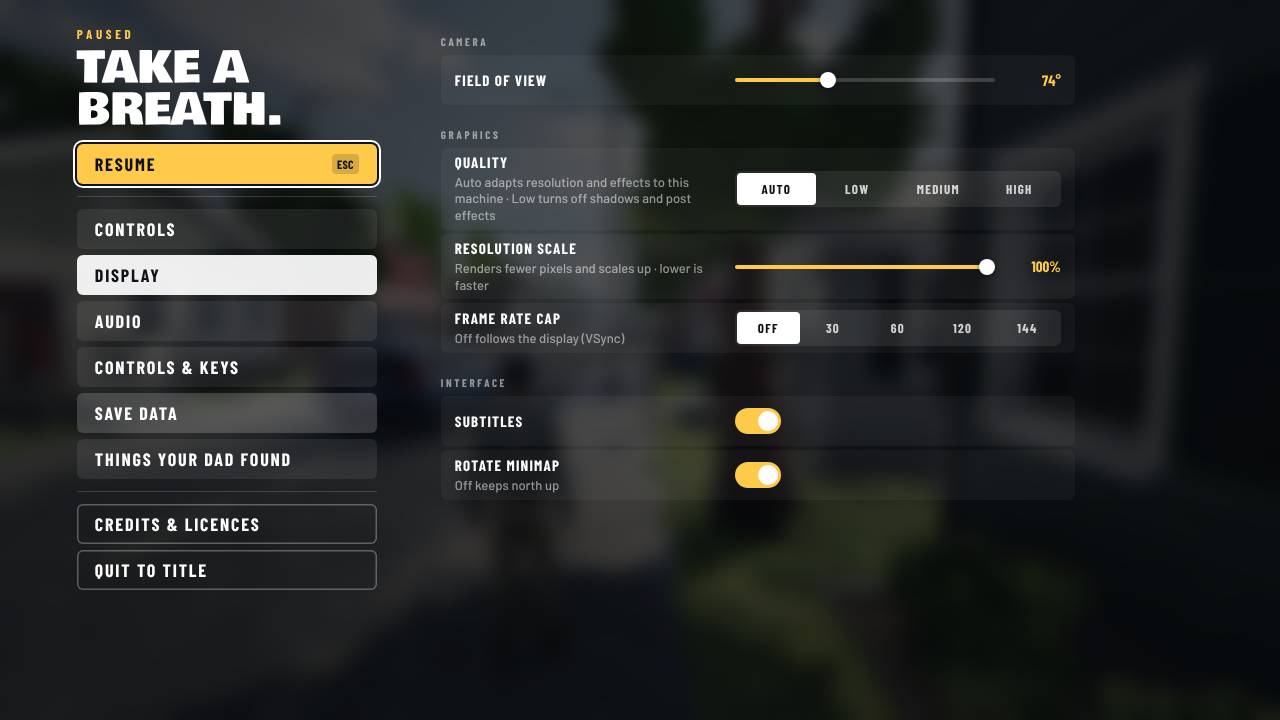 PAUSED
TAKE A
BREATH.
RESUME ESC
CONTROLS
DISPLAY
AUDIO
CONTROLS & KEYS
SAVE DATA
THINGS YOUR DAD FOUND
CREDITS & LICENCES
QUIT TO TITLE
CAMERA
FIELD OF VIEW 74°
GRAPHICS
QUALITY
Auto adapts resolution and effects to this
machine · Low turns off shadows and post
effects
AUTO LOW MEDIUM HIGH
RESOLUTION SCALE
Renders fewer pixels and scales up · lower is
faster
100%
FRAME RATE CAP
Off follows the display (VSync)
OFF 30 60 120 144
INTERFACE
SUBTITLES
ROTATE MINIMAP
Off keeps north up